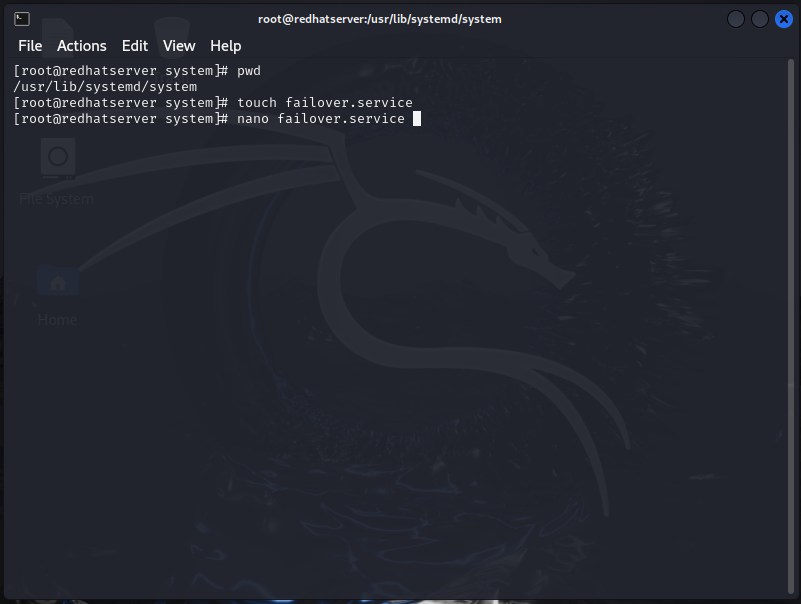 root@redhatserver:/usr/lib/systemd/system
File Actions Edit View Help
[root@redhatserver system]# pwd
/usr/lib/systemd/system
[root@redhatserver system]# touch failover.service
[root@redhatserver system]# nano failover.service
File System
Home